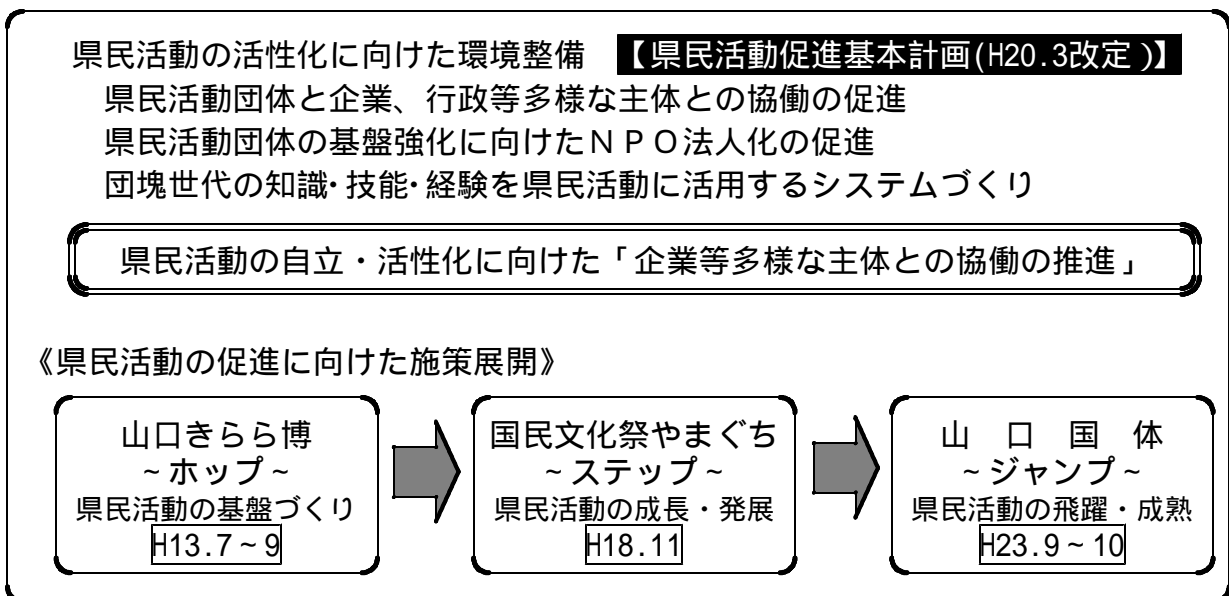 県民活動の活性化に向けた環境整備 【県民活動促進基本計画(H20.3改定)】
県民活動団体と企業、行政等多様な主体との協働の促進
県民活動団体の基盤強化に向けたNPO法人化の促進
団塊世代の知識・技能・経験を県民活動に活用するシステムづくり
県民活動の自立・活性化に向けた「企業等多様な主体との協働の推進」
《県民活動の促進に向けた施策展開》
山口きらら博
~ホップ~
県民活動の基盤づくり
H13.7~9
国民文化祭やまぐち
~ステップ~
県民活動の成長・発展
H18.11
山口国体
~ジャンプ~
県民活動の飛躍・成熟
H23.9~10